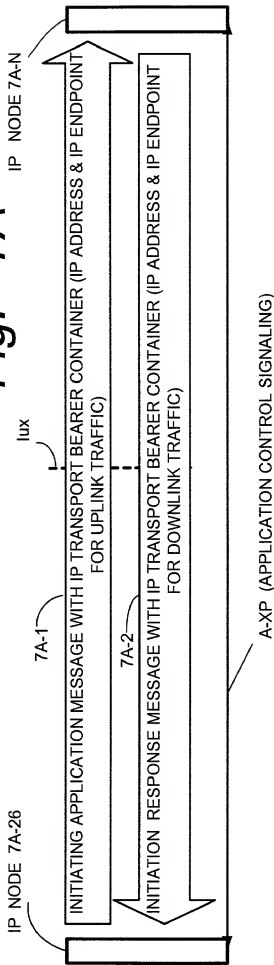 Fig. 7A
IP NODE 7A-26
IP NODE 7A-N
Iux
7A-1
INITIATING APPLICATION MESSAGE WITH IP TRANSPORT BEARER CONTAINER (IP ADDRESS & IP ENDPOINT
FOR UPLINK TRAFFIC)
7A-2
INITIATION RESPONSE MESSAGE WITH IP TRANSPORT BEARER CONTAINER (IP ADDRESS & IP ENDPOINT
FOR DOWNLINK TRAFFIC)
A-XP (APPLICATION CONTROL SIGNALING)